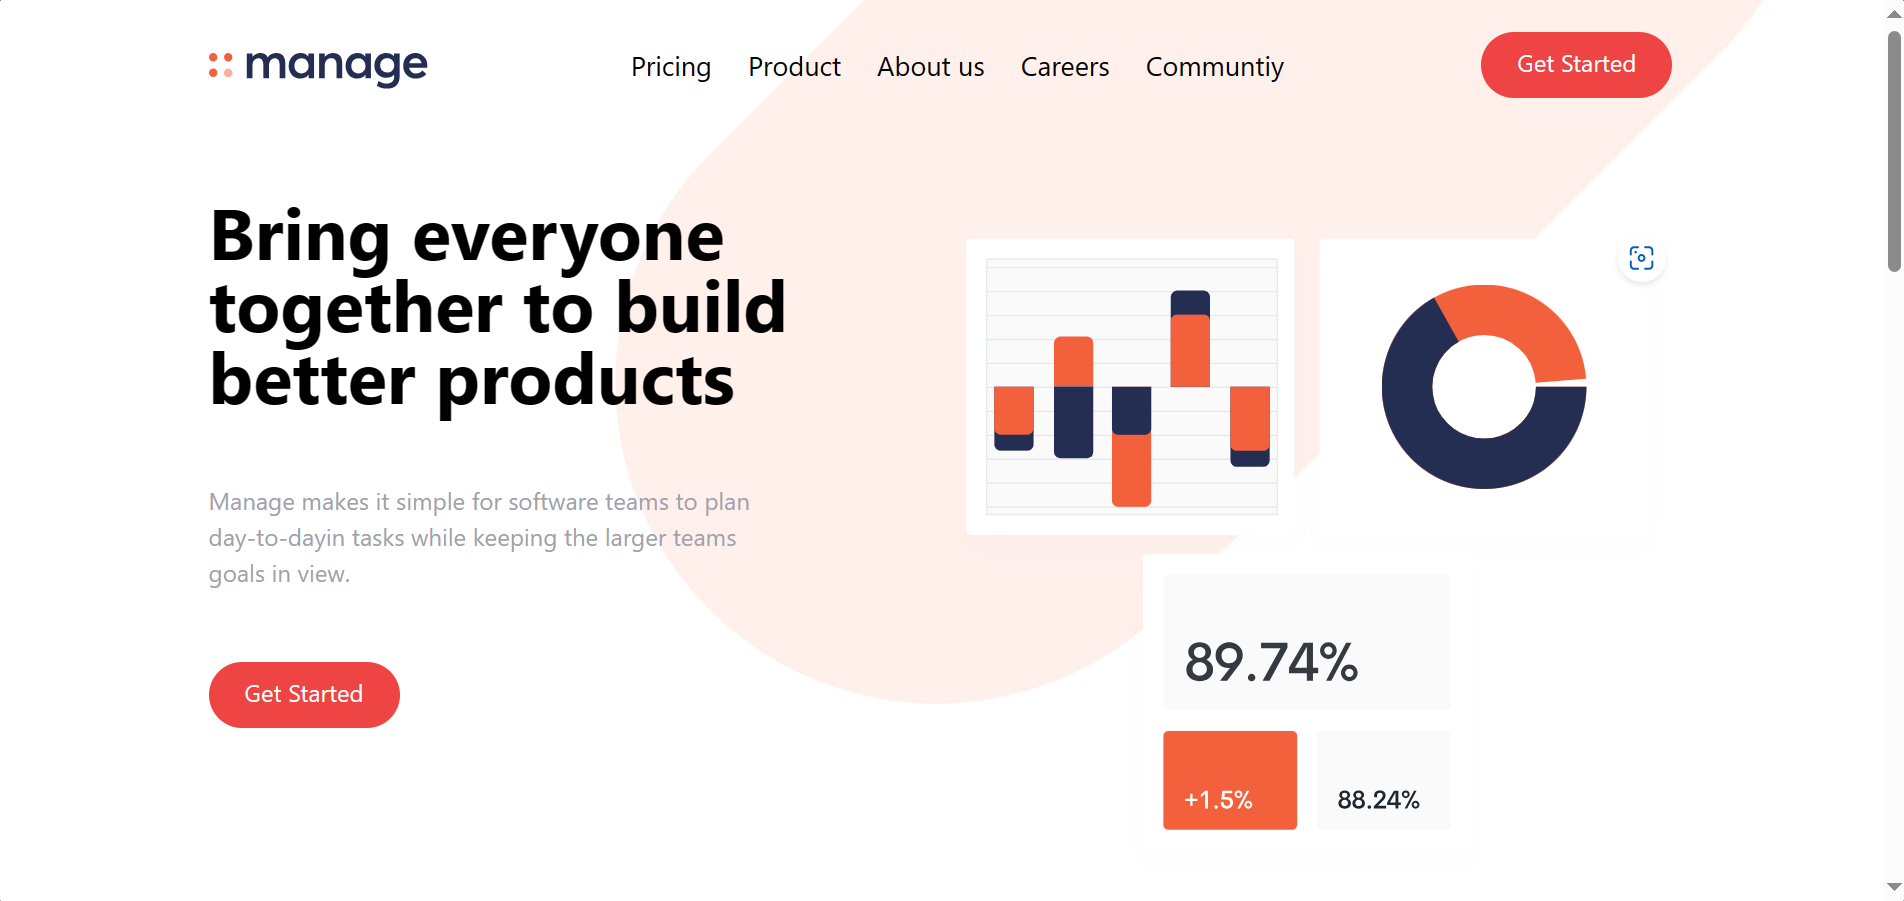 manage
Pricing
Product
About us
Careers
Communtiy
Get Started
Bring everyone
together to build
better products
Manage makes it simple for software teams to plan
day-to-dayin tasks while keeping the larger teams
goals in view.
Get Started
89.74%
+1.5%
88.24%